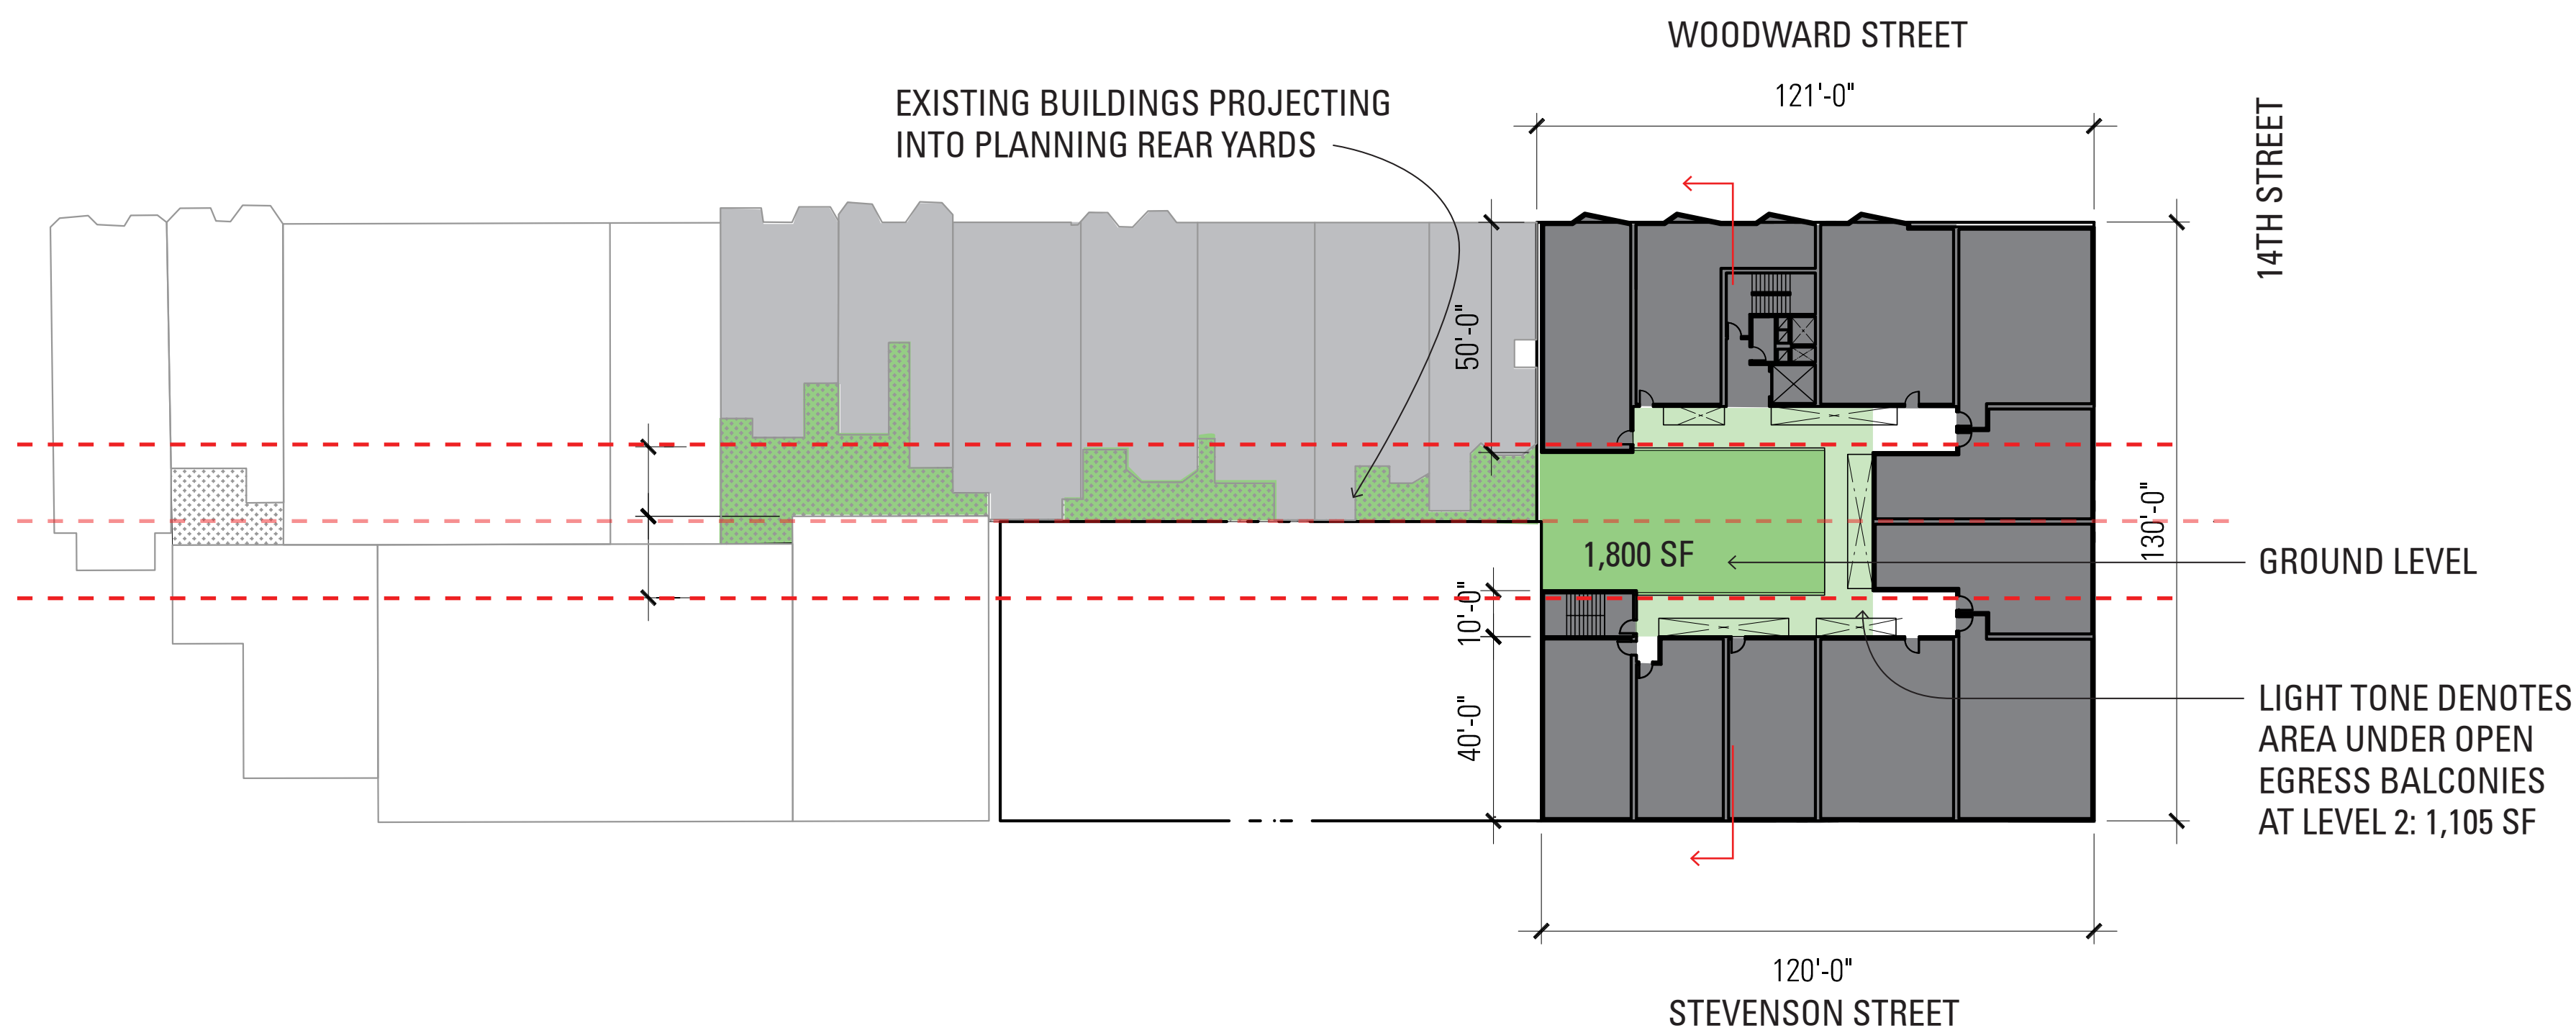 WOODWARD STREET
121'-0"
EXISTING BUILDINGS PROJECTING
INTO PLANNING REAR YARDS
14TH STREET
50'-0"
130'-0"
1,800 SF
GROUND LEVEL
10'-0"
40'-0"
LIGHT TONE DENOTES
AREA UNDER OPEN
EGRESS BALCONIES
AT LEVEL 2: 1,105 SF
120'-0"
STEVENSON STREET